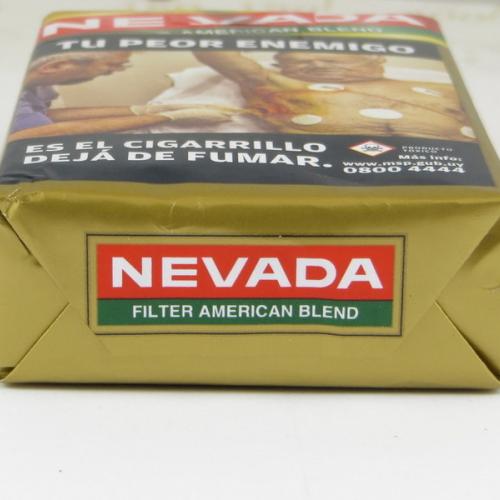 NEVADA
AMERICAN BLEND
TU PEOR ENEMIGO
ES EL CIGARRILLO
DEJÁ DE FUMAR.
PRODUCTO
TÓXICO
Más info:
www.msp.gub.uy
0800 4444
NEVADA
FILTER AMERICAN BLEND